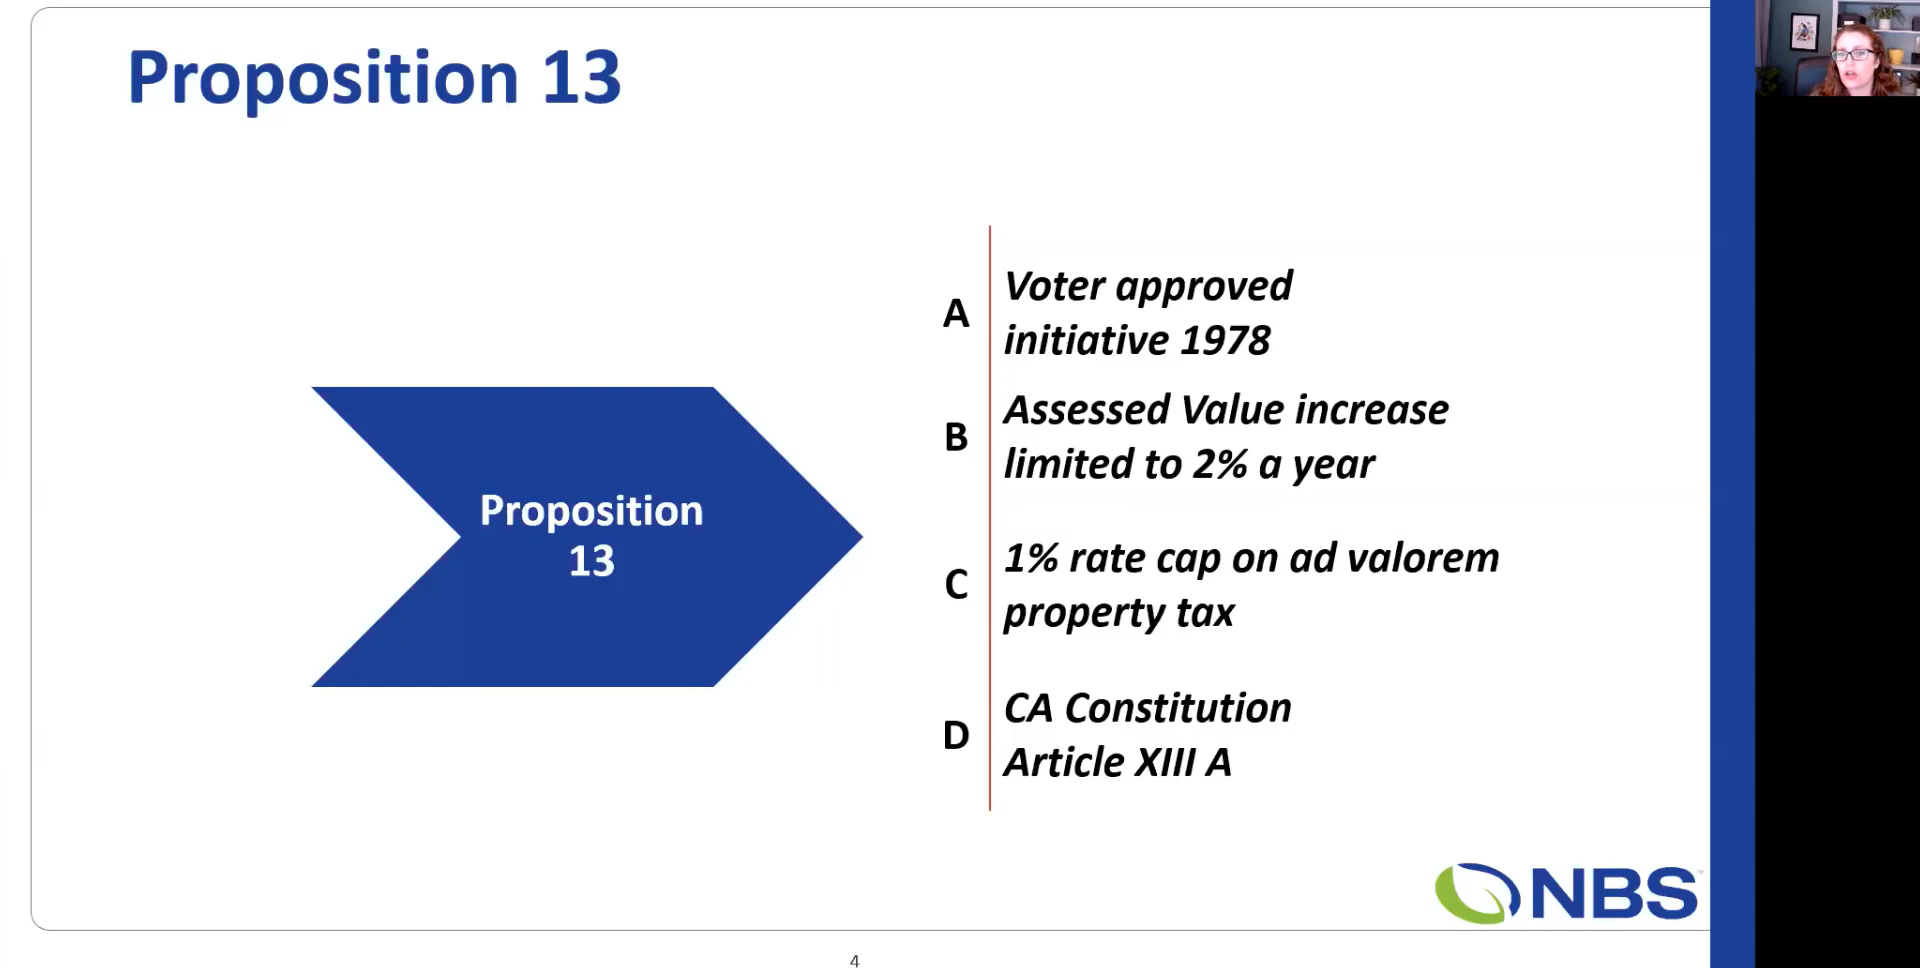 Proposition 13
Proposition
13
A
Voter approved
initiative 1978
B
Assessed Value increase
limited to 2% a year
C
1% rate cap on ad valorem
property tax
D
CA Constitution
Article XIII A
NBS
4